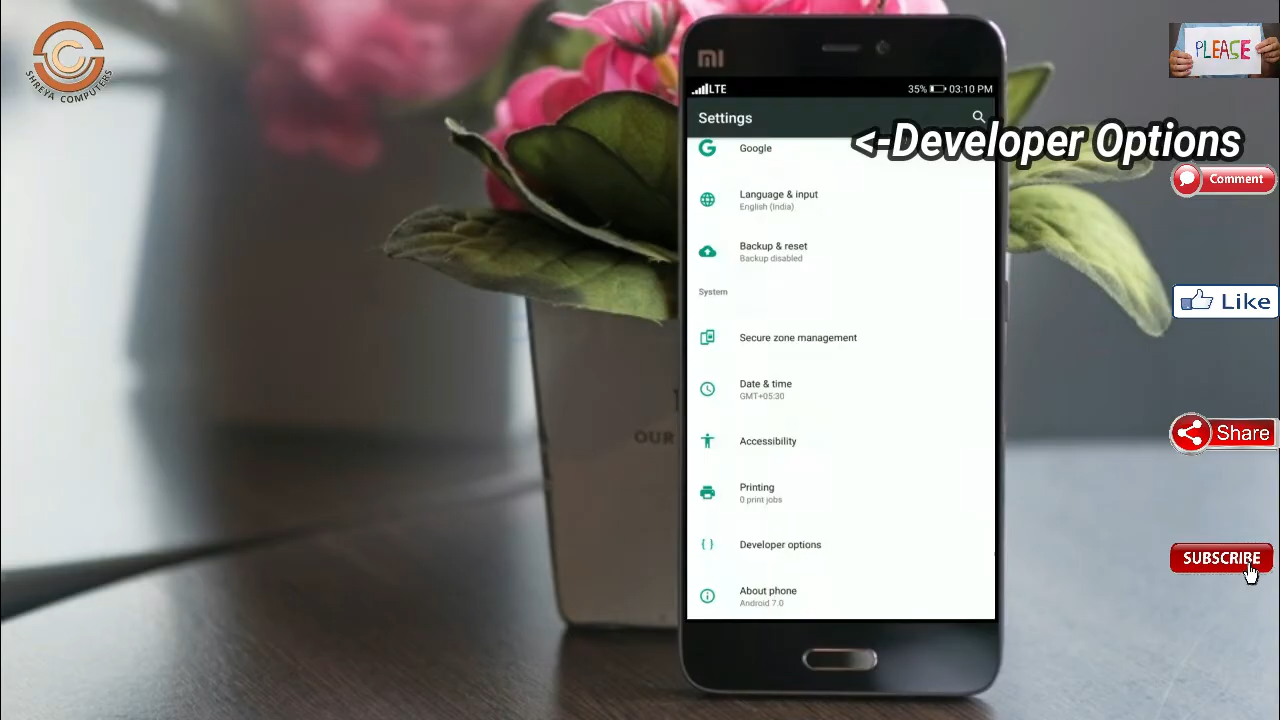 SHREYA COMPUTERS
PLEASE
mi
LTE
35% 03:10 PM
Settings
<-Developer Options
Google
Comment
Language & input
English (India)
Backup & reset
Backup disabled
System
Like
Secure zone management
Date & time
GMT+05:30
Accessibility
OUR
Share
Printing
0 print jobs
Developer options
SUBSCRIBE
About phone
Android 7.0